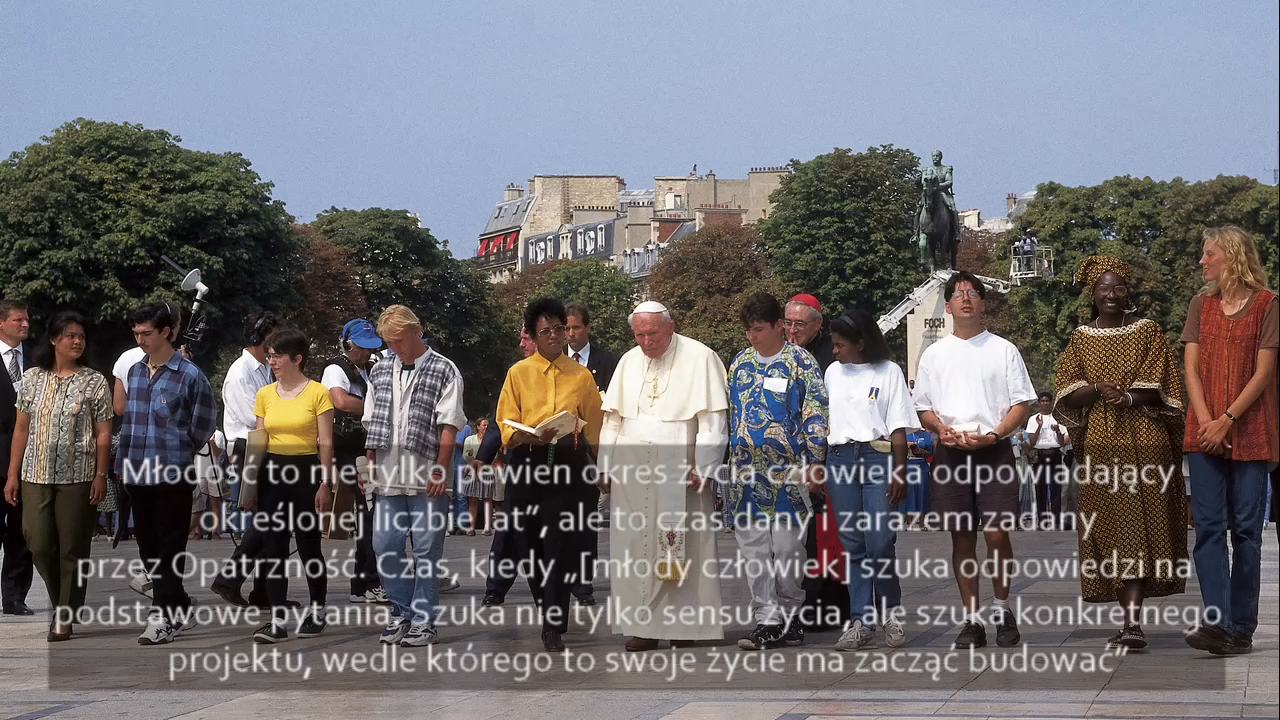 FOCH
„Młodość to nie tylko pewien okres życia człowieka odpowiadający
określonej liczbie lat", ale to czas dany i zarazem zadany
przez Opatrzność. Czas, kiedy „[młody człowiek] szuka odpowiedzi na
podstawowe pytania. Szuka nie tylko sensu życia, ale szuka konkretnego
projektu, wedle którego to swoje życie ma zacząć budować”